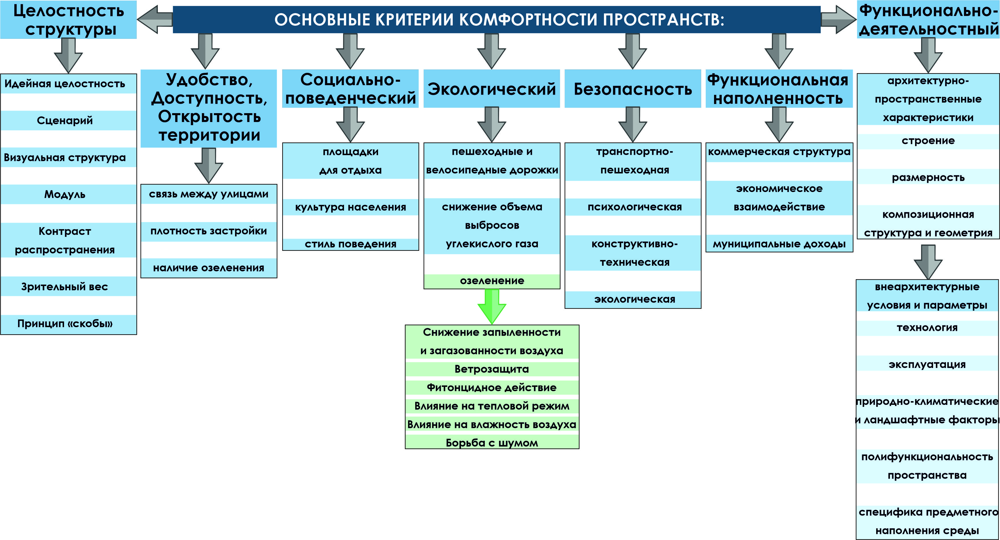 ОСНОВНЫЕ КРИТЕРИИ КОМФОРТНОСТИ ПРОСТРАНСТВ:
Целостность
структуры
Идейная целостность
Сценарий
Визуальная структура
Модуль
Контраст
распространения
Зрительный вес
Принцип «скобы»
Удобство,
Доступность,
Открытость
территории
связь между улицами
плотность застройки
наличие озеленения
Социально-
поведенческий
площадки
для отдыха
культура населения
стиль поведения
Экологический
пешеходные и
велосипедные дорожки
снижение объема
выбросов
углекислого газа
озеленение
Снижение запыленности
и загазованности воздуха
Ветрозащита
Фитонцидное действие
Влияние на тепловой режим
Влияние на влажность воздуха
Борьба с шумом
Безопасность
транспортно-
пешеходная
психологическая
конструктивно-
техническая
экологическая
Функциональная
наполненность
коммерческая структура
экономическое
взаимодействие
муниципальные доходы
Функционально-
деятельностный
архитектурно-
пространственные
характеристики
строение
размерность
композиционная
структура и геометрия
внеархитектурные
условия и параметры
технология
эксплуатация
природно-климатические
и ландшафтные факторы
полифункциональность
пространства
специфика предметного
наполнения среды